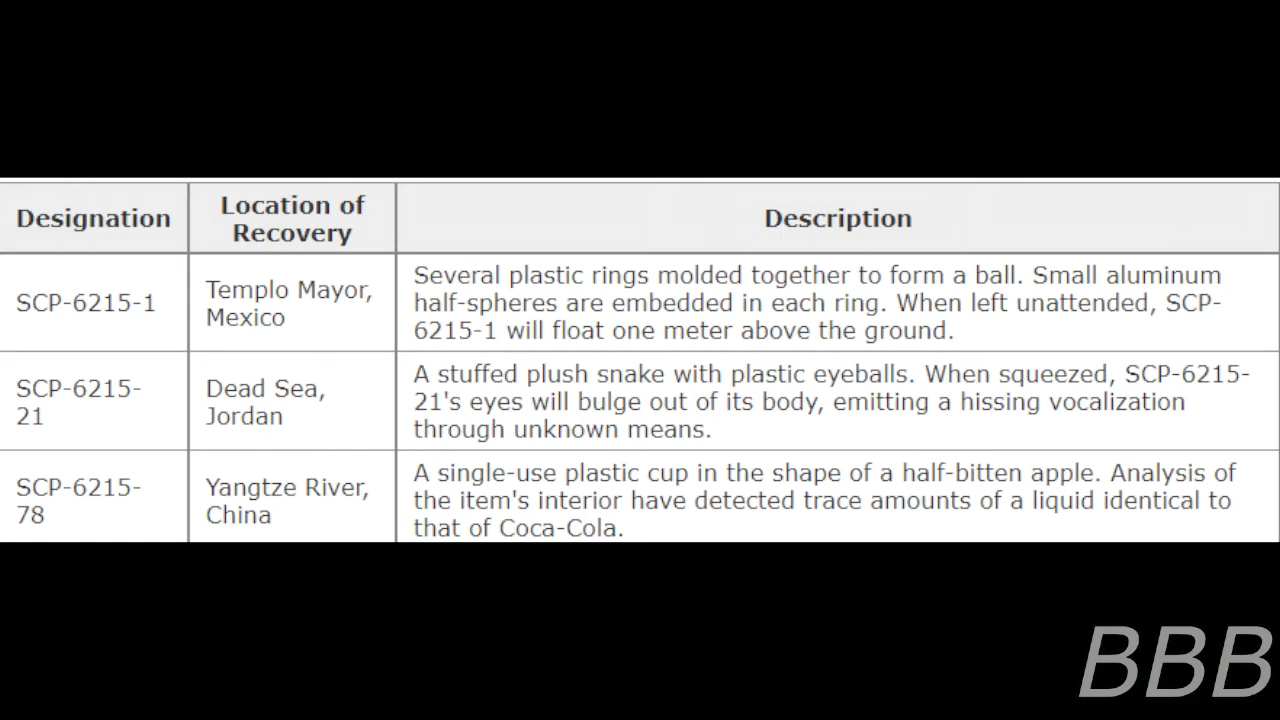 Designation
Location of
Recovery
Description
SCP-6215-1
Templo Mayor,
Mexico
Several plastic rings molded together to form a ball. Small aluminum
half-spheres are embedded in each ring. When left unattended, SCP-
6215-1 will float one meter above the ground.
SCP-6215-
21
Dead Sea,
Jordan
A stuffed plush snake with plastic eyeballs. When squeezed, SCP-6215-
21's eyes will bulge out of its body, emitting a hissing vocalization
through unknown means.
SCP-6215-
78
Yangtze River,
China
A single-use plastic cup in the shape of a half-bitten apple. Analysis of
the item's interior have detected trace amounts of a liquid identical to
that of Coca-Cola.
BBB